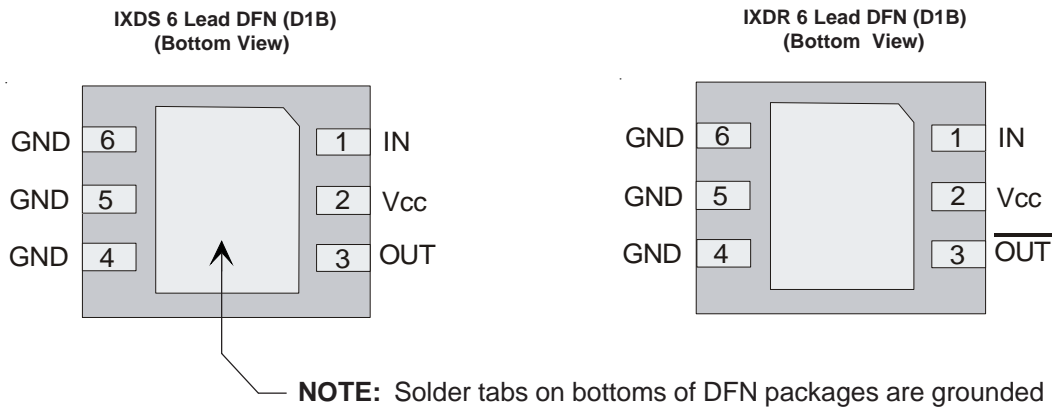 IXDS 6 Lead DFN (D1B)
(Bottom View)
GND 6 1 IN
GND 5 2 Vcc
GND 4 3 OUT
IXDR 6 Lead DFN (D1B)
(Bottom View)
GND 6 1 IN
GND 5 2 Vcc
GND 4 3 O̅U̅T̅
NOTE: Solder tabs on bottoms of DFN packages are grounded